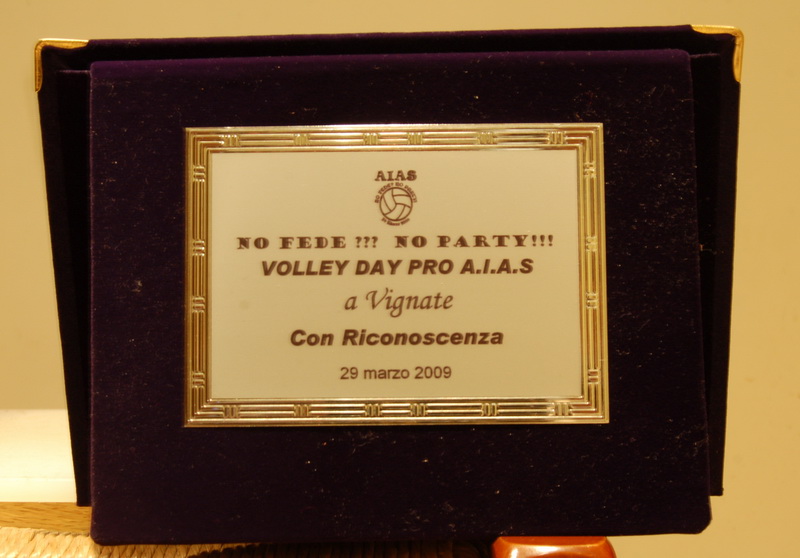 AIAS
NO FEDE ??? NO PARTY!!!
VOLLEY DAY PRO A.I.A.S
a Vignate
Con Riconoscenza
29 marzo 2009